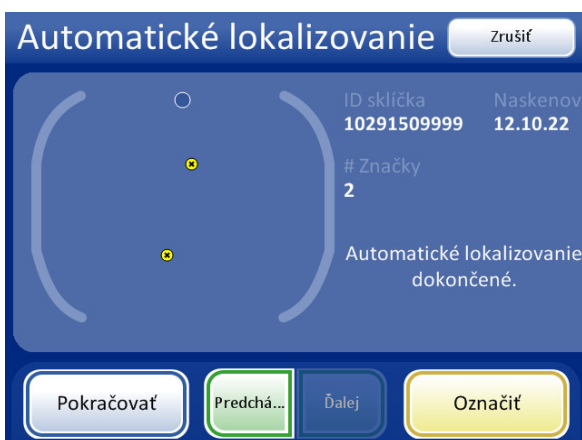 Automatické lokalizovanie
Zrušiť
ID sklíčka
Naskenov
10291509999
12.10.22
# Značky
2
Automatické lokalizovanie
dokončené.
Pokračovať
Predchá...
Ďalej
Označiť